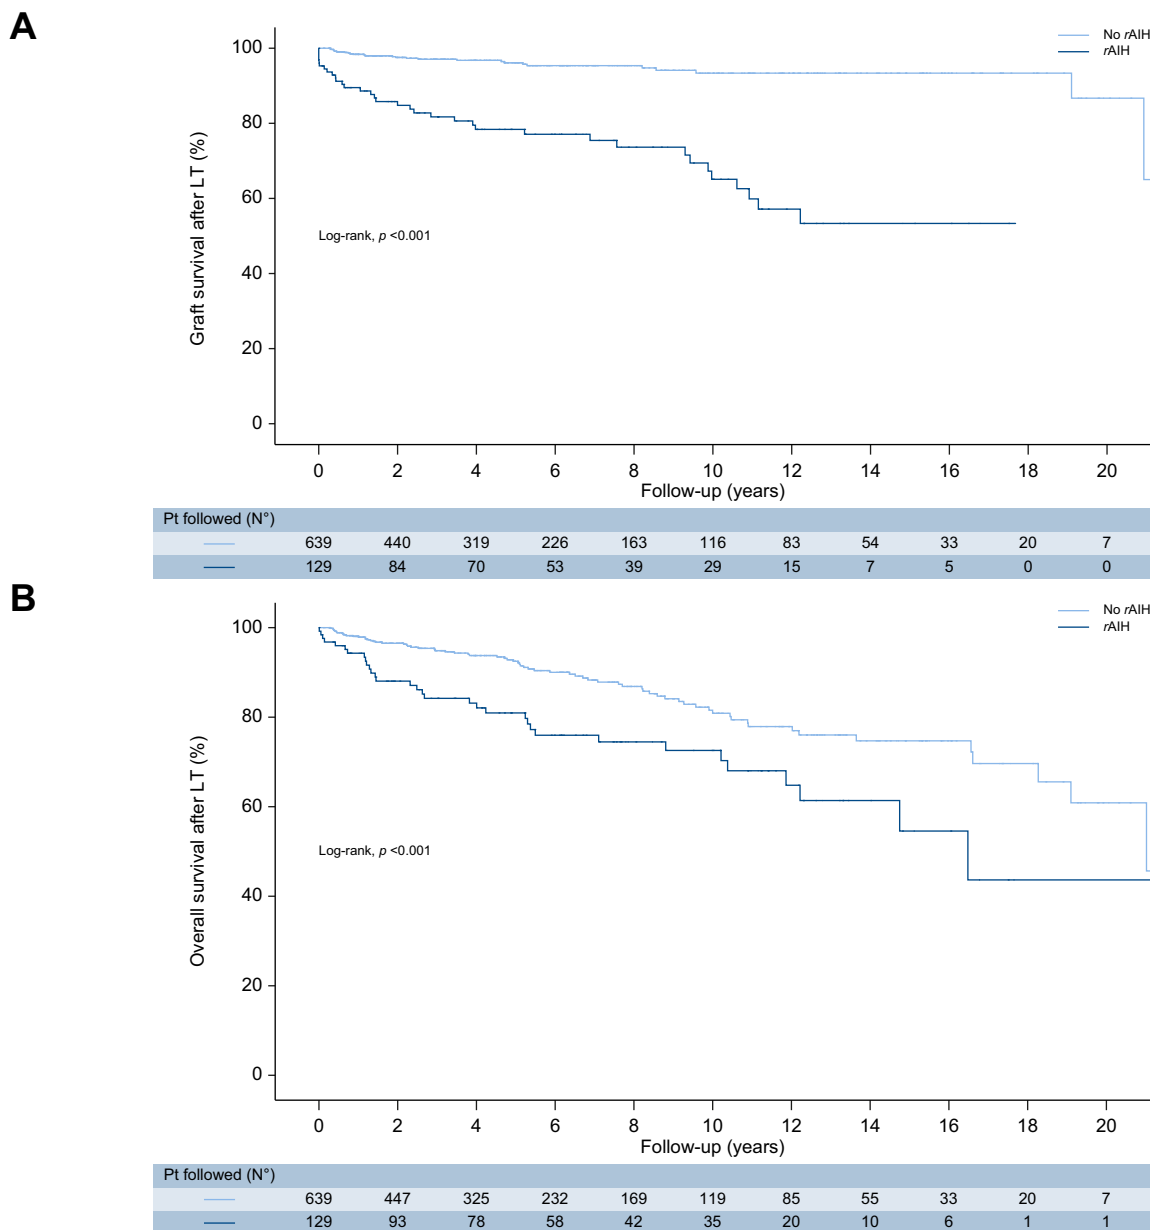 A
No rAIH
rAIH
Graft survival after LT (%)
100
80
60
40
20
0
Log-rank, p <0.001
0 2 4 6 8 10 12 14 16 18 20
Follow-up (years)
Pt followed (N°)
639 440 319 226 163 116 83 54 33 20 7
129 84 70 53 39 29 15 7 5 0 0
B
No rAIH
rAIH
Overall survival after LT (%)
100
80
60
40
20
0
Log-rank, p <0.001
0 2 4 6 8 10 12 14 16 18 20
Follow-up (years)
Pt followed (N°)
639 447 325 232 169 119 85 55 33 20 7
129 93 78 58 42 35 20 10 6 1 1